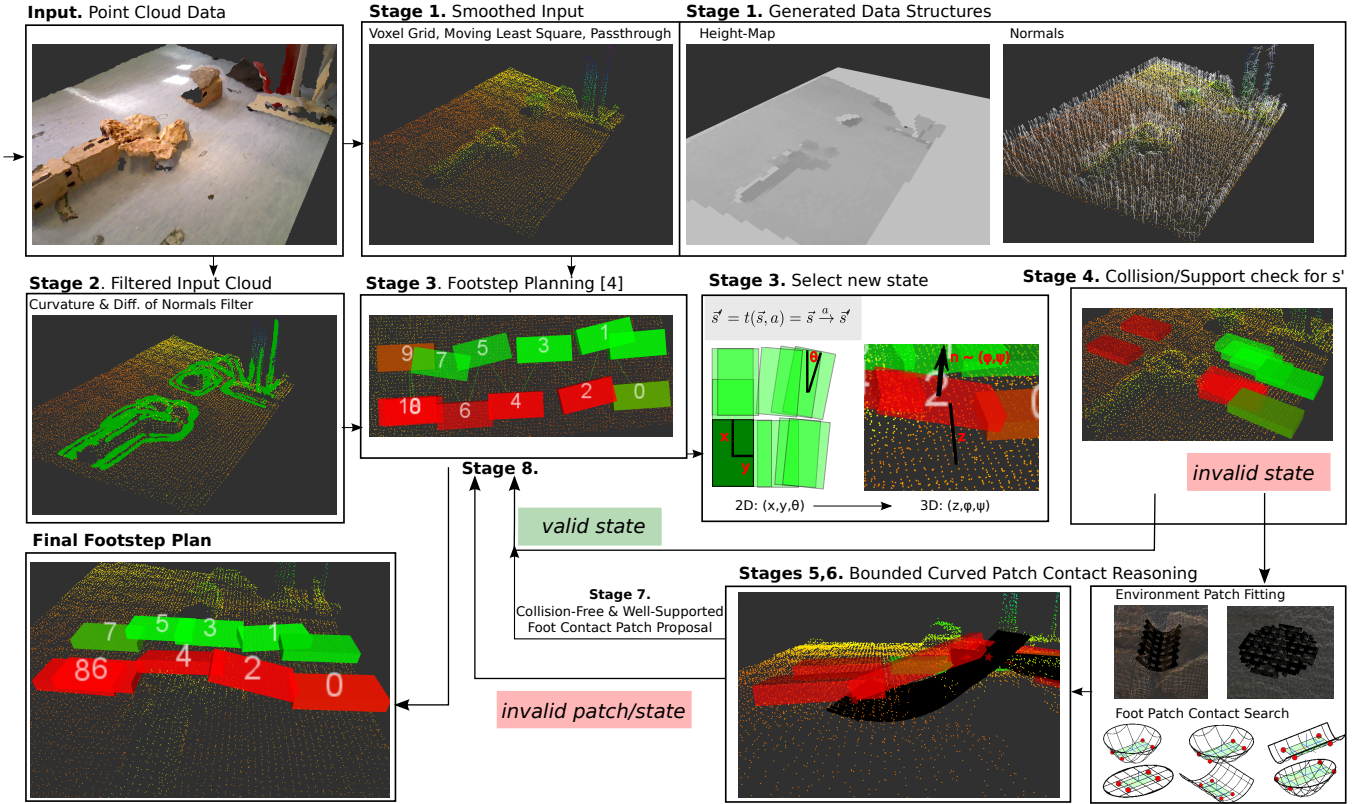 Input. Point Cloud Data
Stage 1. Smoothed Input
Voxel Grid, Moving Least Square, Passthrough
Stage 1. Generated Data Structures
Height-Map
Normals
Stage 2. Filtered Input Cloud
Curvature & Diff. of Normals Filter
Stage 3. Footstep Planning [4]
9
7
5
3
1
10
6
4
2
0
Stage 3. Select new state
s⃗′ = t(s⃗, a) = s⃗ →ᵃ s⃗′
θ
x
y
n ~ (φ,ψ)
2
z
2D: (x,y,θ)
3D: (z,φ,ψ)
Stage 4. Collision/Support check for s'
invalid state
Stage 8.
valid state
Final Footstep Plan
7
5
3
1
86
4
2
0
Stage 7.
Collision-Free & Well-Supported
Foot Contact Patch Proposal
invalid patch/state
Stages 5,6. Bounded Curved Patch Contact Reasoning
Environment Patch Fitting
Foot Patch Contact Search